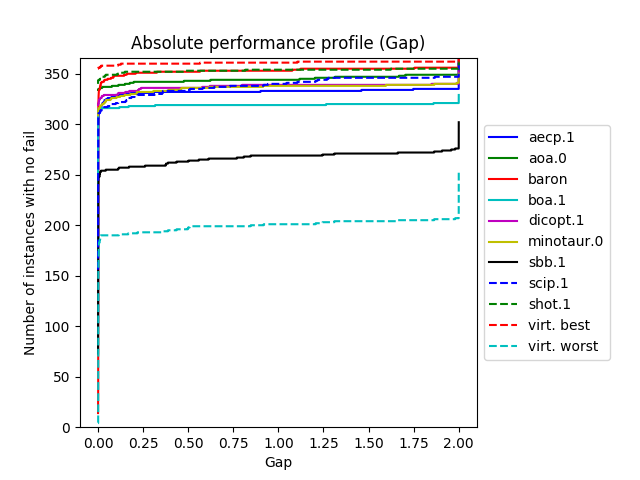 Absolute performance profile (Gap)
Number of instances with no fail
350
300
250
200
150
100
50
0
0.00 0.25 0.50 0.75 1.00 1.25 1.50 1.75 2.00
Gap
aecp.1
aoa.0
baron
boa.1
dicopt.1
minotaur.0
sbb.1
scip.1
shot.1
virt. best
virt. worst